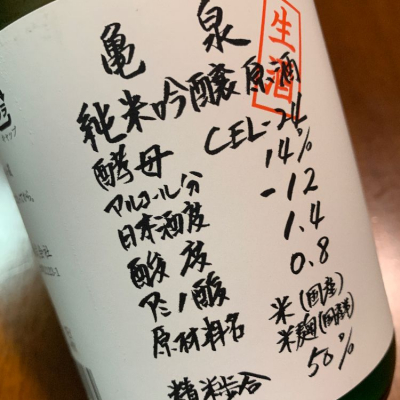 亀泉
生酒
純米吟醸原酒
酵母 CEL-24
アルコール分 14%
日本酒度 -12
酸度 1.4
アミノ酸 0.8
原材料名 米(国産)
米麹(国産米)
精米歩合 50%